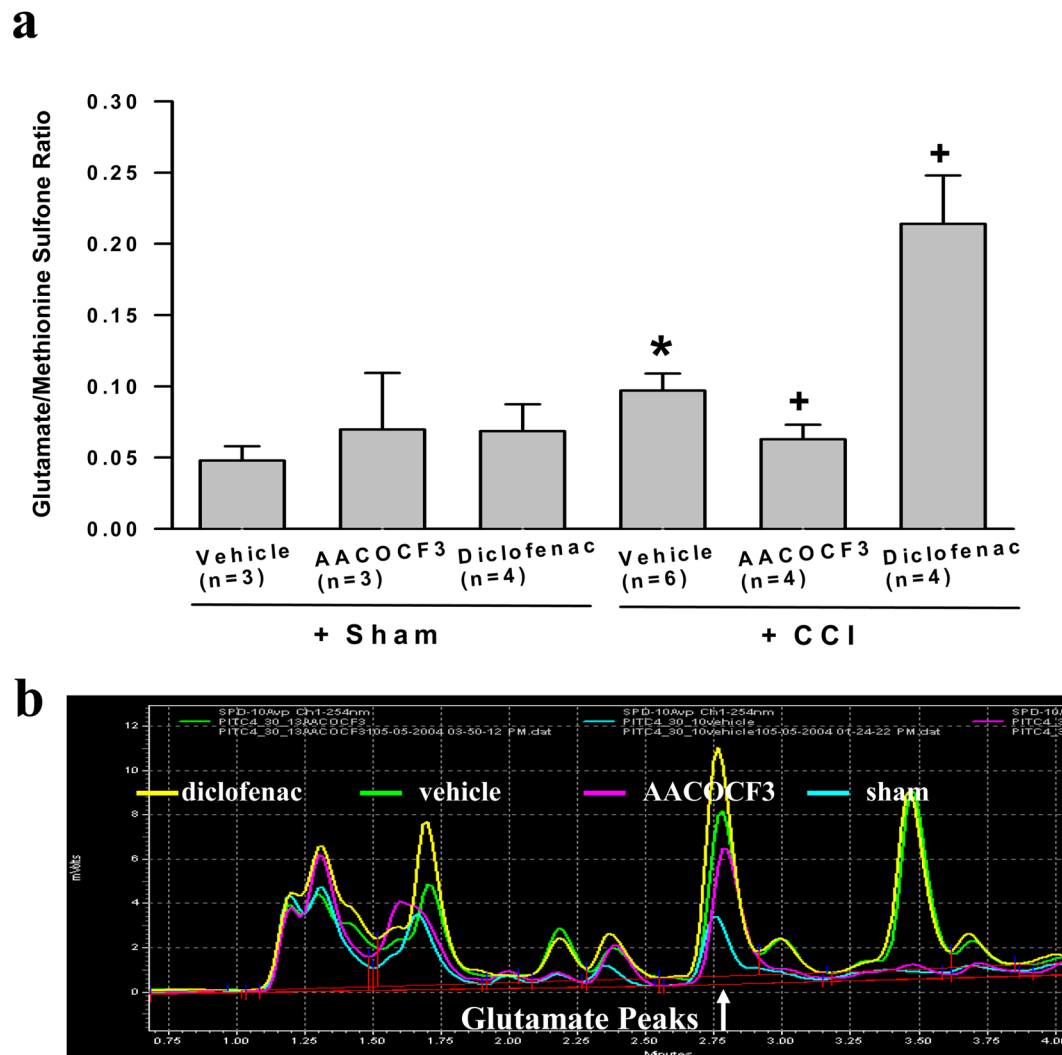 a
Glutamate/Methionine Sulfone Ratio
0.30
0.25
0.20
0.15
0.10
0.05
0.00
*
+
+
Vehicle AACOCF3 Diclofenac Vehicle AACOCF3 Diclofenac
(n=3) (n=3) (n=4) (n=6) (n=4) (n=4)
+ Sham + CCI
b
SPD-10Avp Ch1-254nm SPD-10Avp Ch1-254nm
PITC4_30_13AACOCF3 PITC4_30_10vehicle PITC4_3
PITC4_30_13AACOCF3105-05-2004 03-50-12 PM.dat PITC4_30_10vehicle105-05-2004 01-24-22 PM.dat PITC4_3
12
10
8
6
4
2
0
mVolts
diclofenac vehicle AACOCF3 sham
Glutamate Peaks
0.75 1.00 1.25 1.50 1.75 2.00 2.25 2.50 2.75 3.00 3.25 3.50 3.75 4.0
Minutes